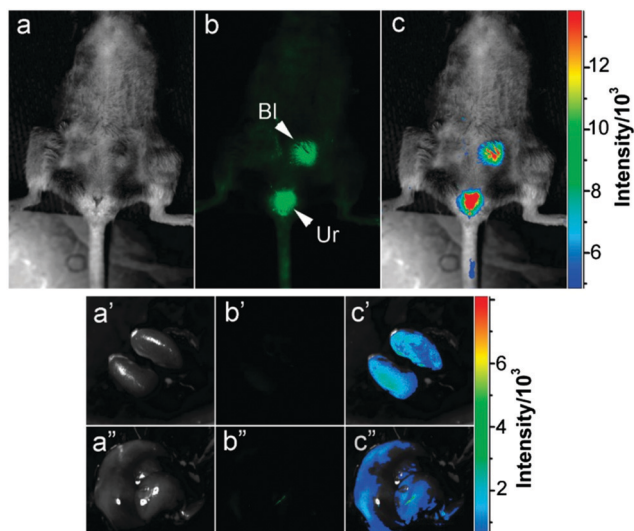 a
b
c
Bl
Ur
12
10
8
6
Intensity/10³
a'
b'
c'
a"
b"
c"
6
4
2
Intensity/10³